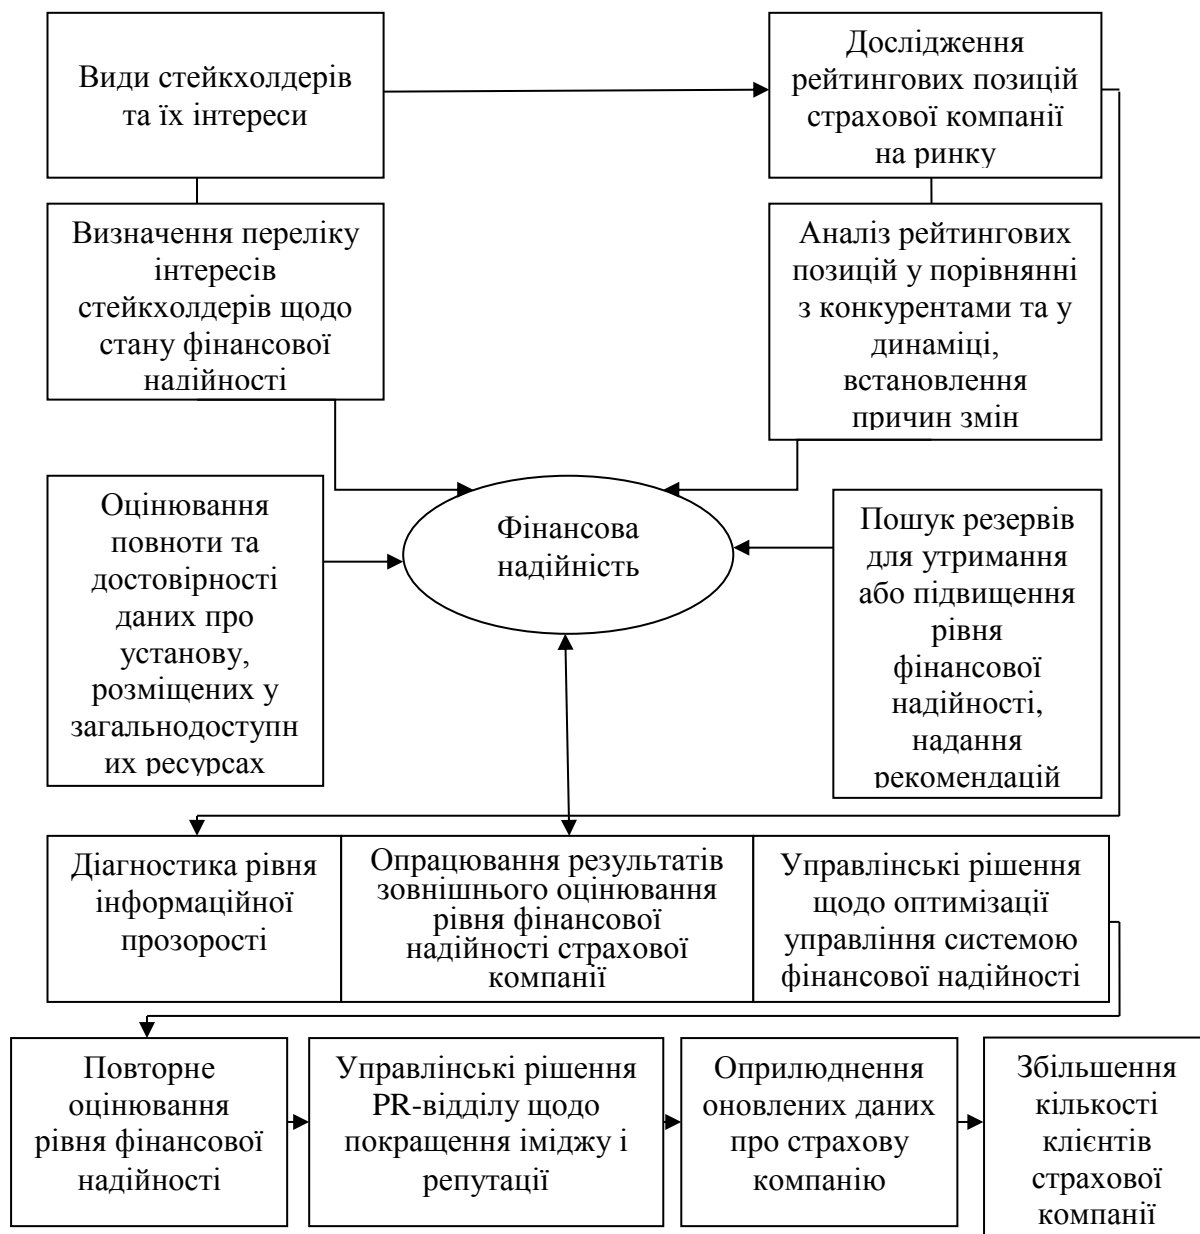 Види стейкхолдерів
та їх інтереси
Дослідження
рейтингових позицій
страхової компанії
на ринку
Визначення переліку
інтересів
стейкхолдерів щодо
стану фінансової
надійності
Аналіз рейтингових
позицій у порівнянні
з конкурентами та у
динаміці,
встановлення
причин змін
Оцінювання
повноти та
достовірності
даних про
установу,
розміщених у
загальнодоступн
их ресурсах
Фінансова
надійність
Пошук резервів
для утримання
або підвищення
рівня
фінансової
надійності,
надання
рекомендацій
Діагностика рівня
інформаційної
прозорості
Опрацювання результатів
зовнішнього оцінювання
рівня фінансової
надійності страхової
компанії
Управлінські рішення
щодо оптимізації
управління системою
фінансової надійності
Повторне
оцінювання
рівня фінансової
надійності
Управлінські рішення
PR-відділу щодо
покращення іміджу і
репутації
Оприлюднення
оновлених даних
про страхову
компанію
Збільшення
кількості
клієнтів
страхової
компанії